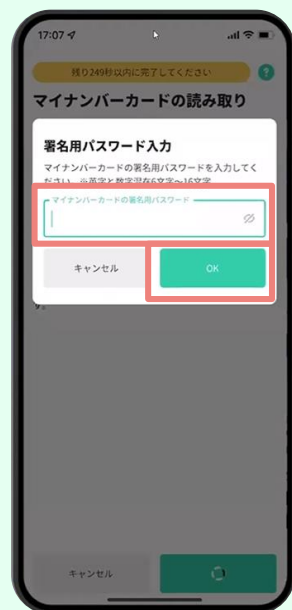 17:07
残り249秒以内に完了してください
?
マイナンバーカードの読み取り
署名用パスワード入力
マイナンバーカードの署名用パスワードを入力してく
ださい。※英字と数字混在6文字〜16文字
マイナンバーカードの署名用パスワード
キャンセル
OK
す。
キャンセル